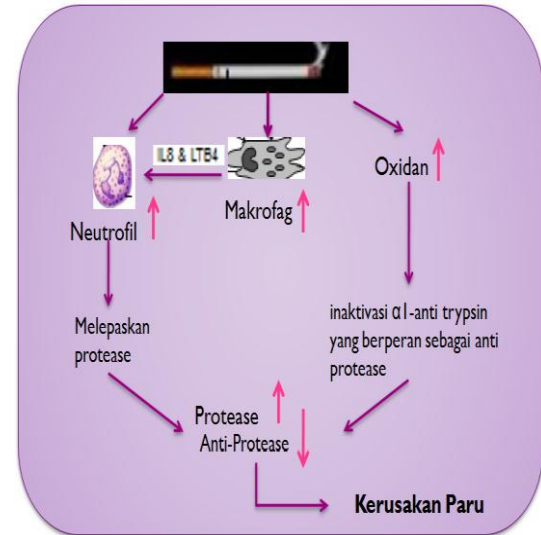 IL8 & LTB4
Neutrofil
Makrofag
Oxidan
Melepaskan
protease
inaktivasi α1-anti trypsin
yang berperan sebagai anti
protease
Protease
Anti-Protease
Kerusakan Paru